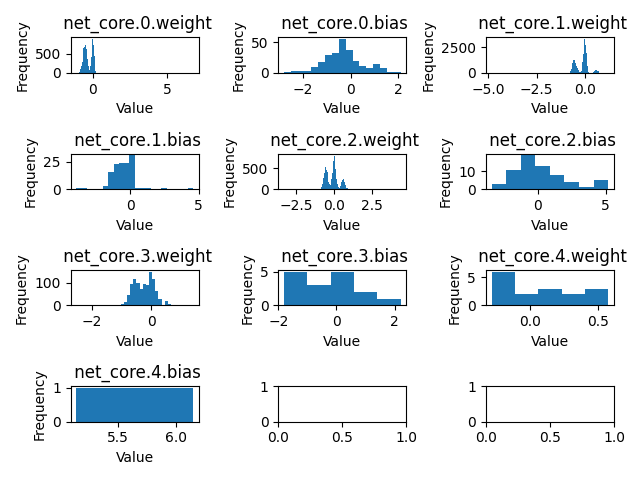 net_core.0.weight
Frequency
500
0
0
5
Value
net_core.0.bias
Frequency
50
0
−2
0
2
Value
net_core.1.weight
Frequency
2500
0
−5.0
−2.5
0.0
Value
net_core.1.bias
Frequency
25
0
0
5
Value
net_core.2.weight
Frequency
500
0
−2.5
0.0
2.5
Value
net_core.2.bias
Frequency
10
0
0
5
Value
net_core.3.weight
Frequency
100
0
−2
0
Value
net_core.3.bias
Frequency
5
0
−2
0
2
Value
net_core.4.weight
Frequency
5
0
0.0
0.5
Value
net_core.4.bias
Frequency
1
0
5.5
6.0
Value
1
0
0.0
0.5
1.0
1
0
0.0
0.5
1.0